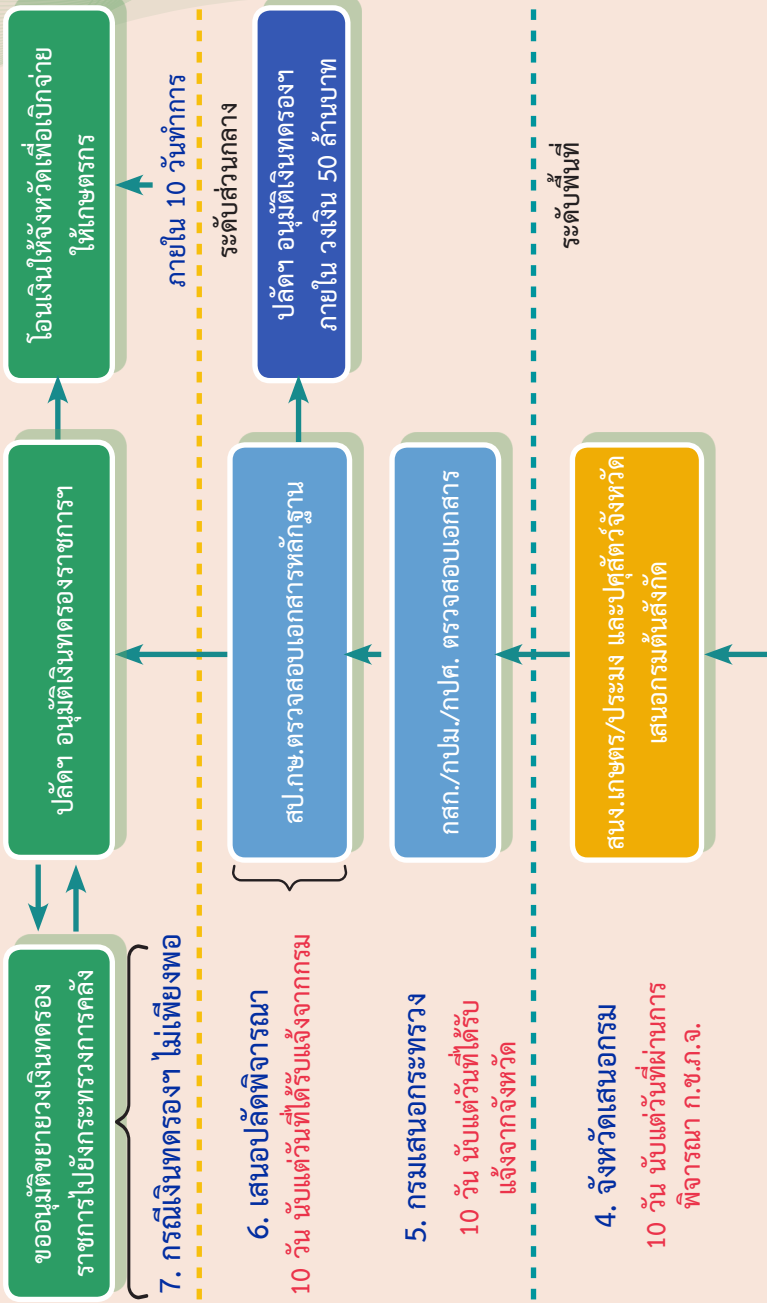 ขออนุมัติขยายวงเงินทดรอง
ราชการไปยังกระทรวงการคลัง
ปลัดฯ อนุมัติเงินทดรองราชการฯ
โอนเงินให้จังหวัดเพื่อเบิกจ่าย
ให้เกษตรกร
7. กรณีเงินทดรองฯ ไม่เพียงพอ
ภายใน 10 วันทำการ
ระดับส่วนกลาง
6. เสนอปลัดพิจารณา
10 วัน นับแต่วันที่ได้รับแจ้งจากกรม
สป.กษ.ตรวจสอบเอกสารหลักฐาน
ปลัดฯ อนุมัติเงินทดรองฯ
ภายใน วงเงิน 50 ล้านบาท
5. กรมเสนอกระทรวง
10 วัน นับแต่วันที่ได้รับ
แจ้งจากจังหวัด
กสก./กปม./กปศ. ตรวจสอบเอกสาร
ระดับพื้นที่
4. จังหวัดเสนอกรม
10 วัน นับแต่วันที่ผ่านการ
พิจารณา ก.ช.ภ.จ.
สนง.เกษตร/ประมง และปศุสัตว์จังหวัด
เสนอกรมต้นสังกัด